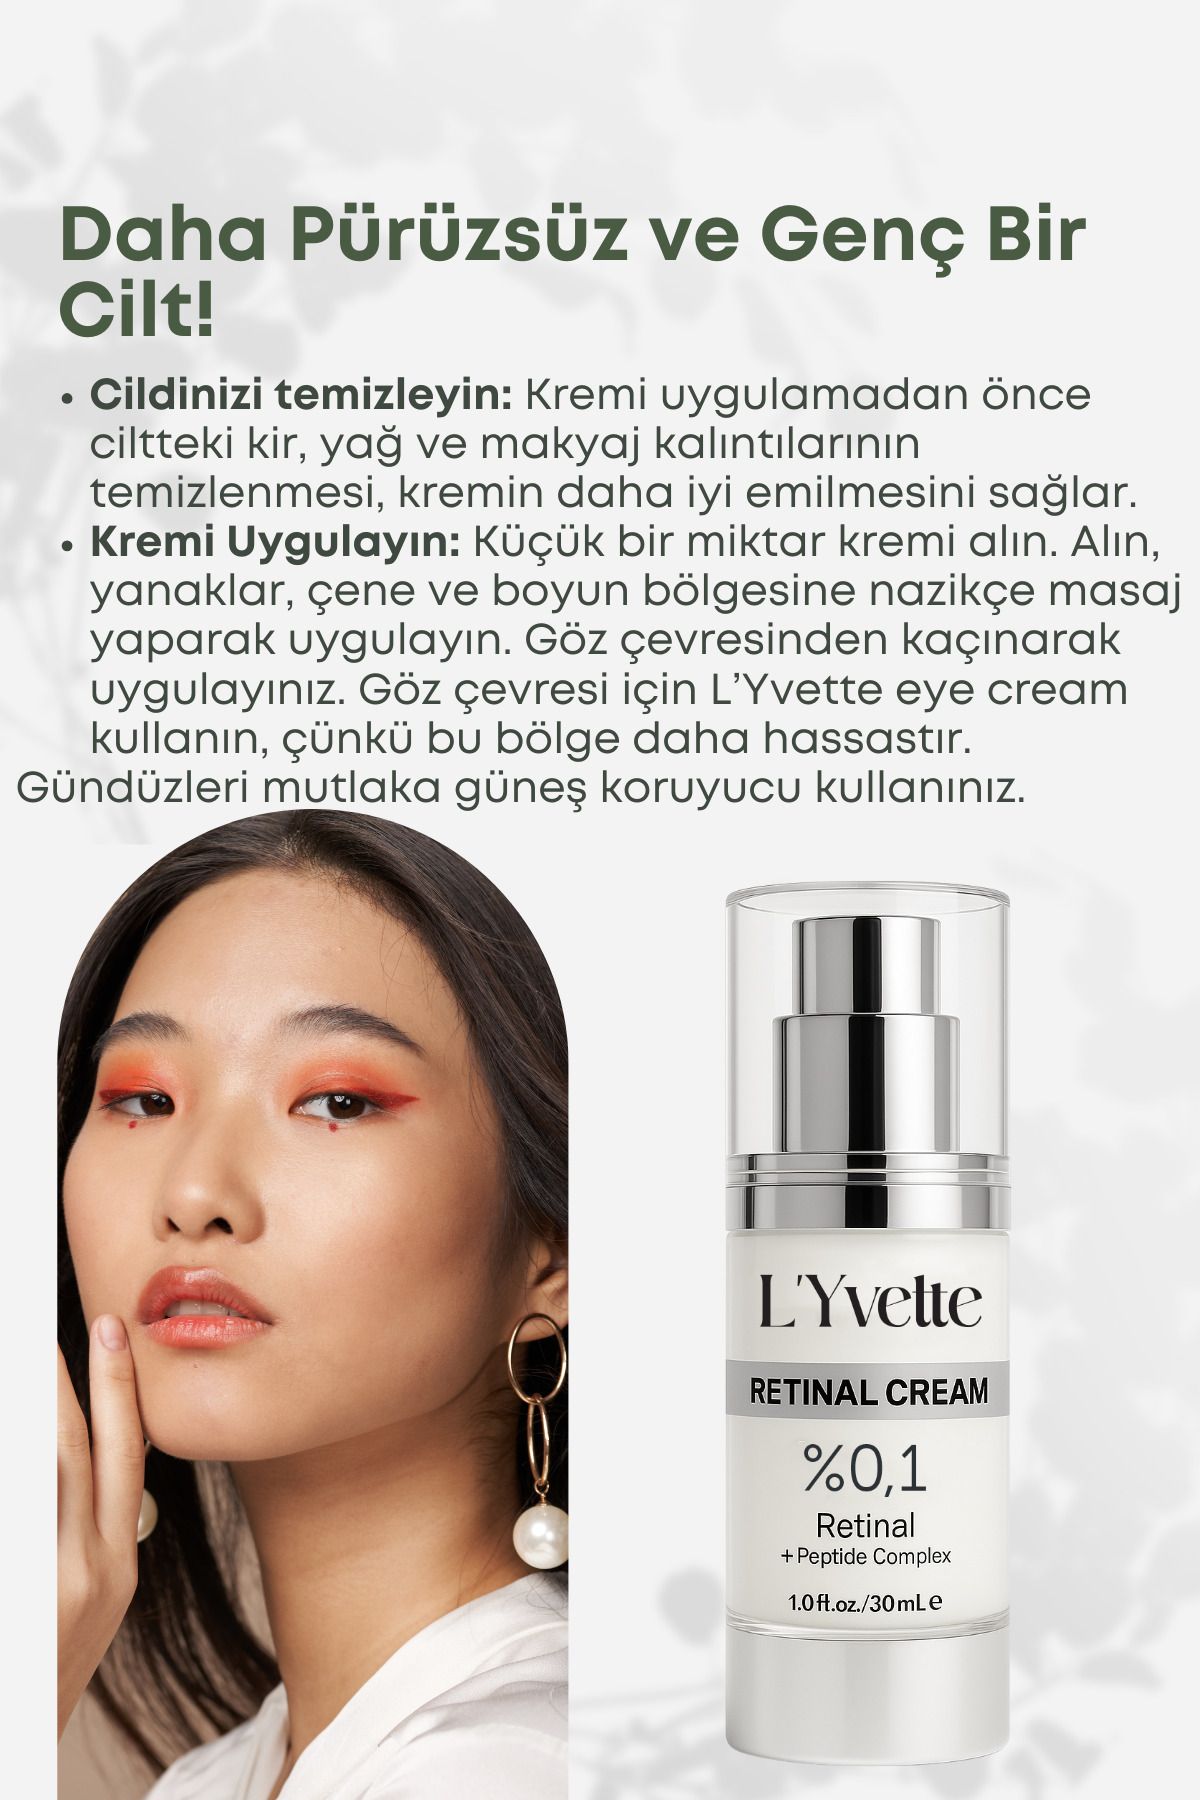 Daha Pürüzsüz ve Genç Bir
Cilt!
• Cildinizi temizleyin: Kremi uygulamadan önce
ciltteki kir, yağ ve makyaj kalıntılarının
temizlenmesi, kremin daha iyi emilmesini sağlar.
• Kremi Uygulayın: Küçük bir miktar kremi alın. Alın,
yanaklar, çene ve boyun bölgesine nazikçe masaj
yaparak uygulayın. Göz çevresinden kaçınarak
uygulayınız. Göz çevresi için L’Yvette eye cream
kullanın, çünkü bu bölge daha hassastır.
Gündüzleri mutlaka güneş koruyucu kullanınız.
L'Yvette
RETINAL CREAM
%0,1
Retinal
+ Peptide Complex
1.0 fl.oz./30 mL ℮